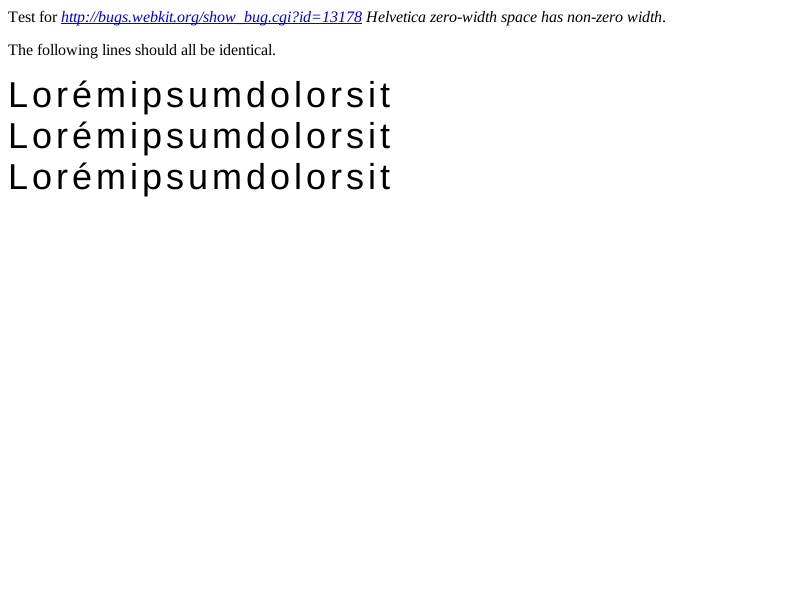 Test for http://bugs.webkit.org/show_bug.cgi?id=13178 Helvetica zero-width space has non-zero width.
The following lines should all be identical.
Lorémipsumdolorsit
Lorémipsumdolorsit
Lorémipsumdolorsit